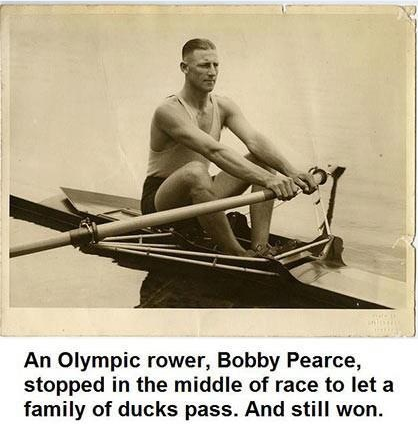 An Olympic rower, Bobby Pearce,
stopped in the middle of race to let a
family of ducks pass. And still won.